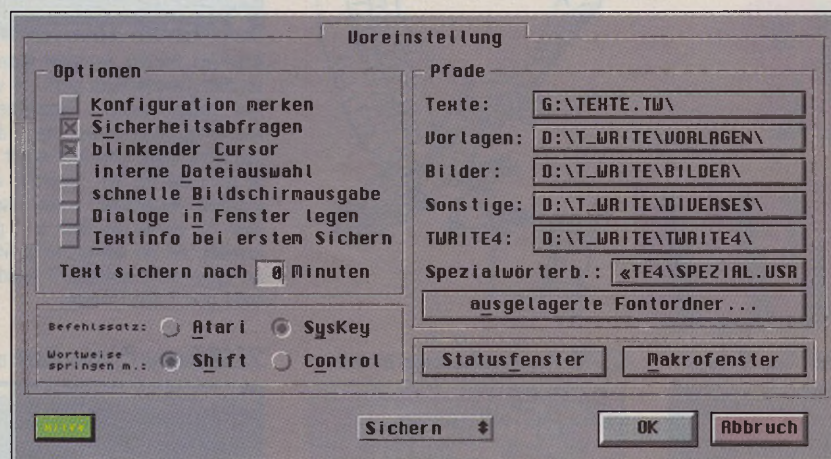 Voreinstellung
Optionen
Konfiguration merken
Sicherheitsabfragen
blinkender Cursor
interne Dateiauswahl
schnelle Bildschirmausgabe
Dialoge in Fenster legen
Textinfo bei erstem Sichern
Text sichern nach 0 Minuten
Befehlssatz: Atari SysKey
Wortweise springen m.: Shift Control
Pfade
Texte: G:\TEXTE.TW\
Vorlagen: D:\T_WRITE\VORLAGEN\
Bilder: D:\T_WRITE\BILDER\
Sonstige: D:\T_WRITE\DIVERSES\
TWRITE4: D:\T_WRITE\TWRITE4\
Spezialwörterb.: «TE4\SPEZIAL.USR
ausgelagerte Fontordner...
Statusfenster Makrofenster
Hilfe Sichern OK Abbruch